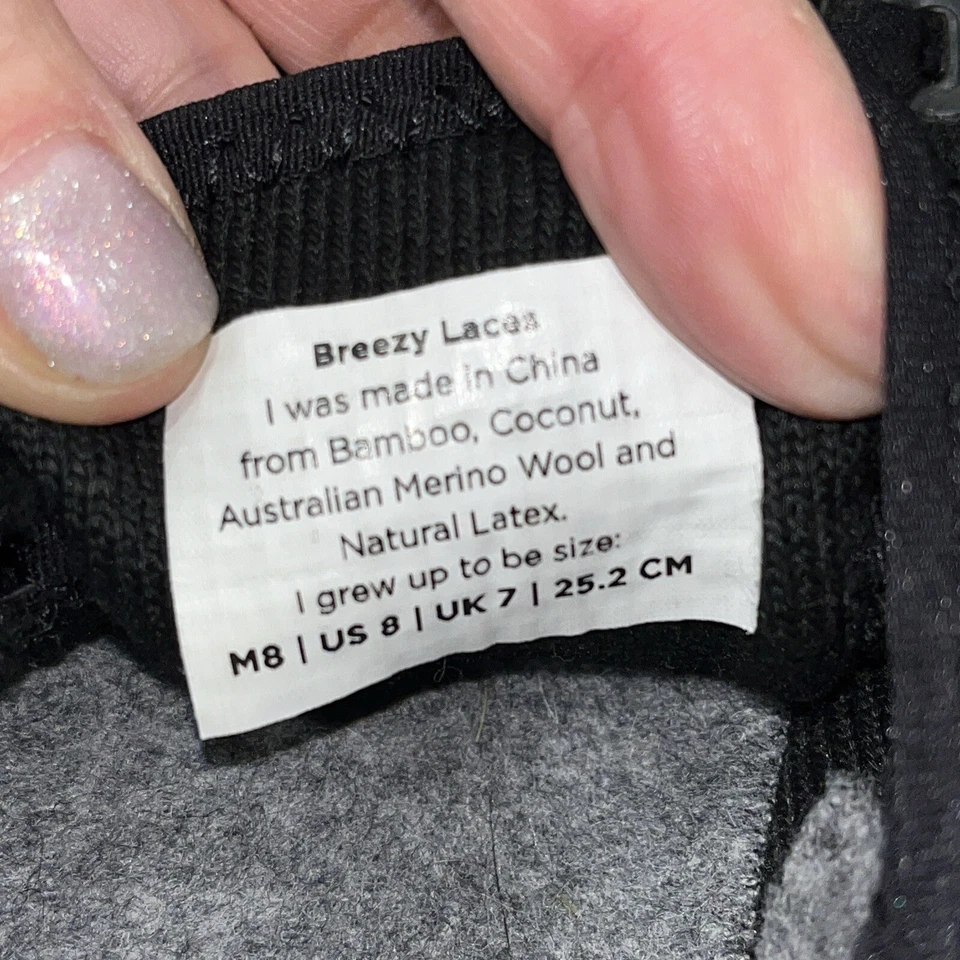 Breezy Laces
I was made in China
from Bamboo, Coconut,
Australian Merino Wool and
Natural Latex.
I grew up to be size:
M8 | US 8 | UK 7 | 25.2 CM